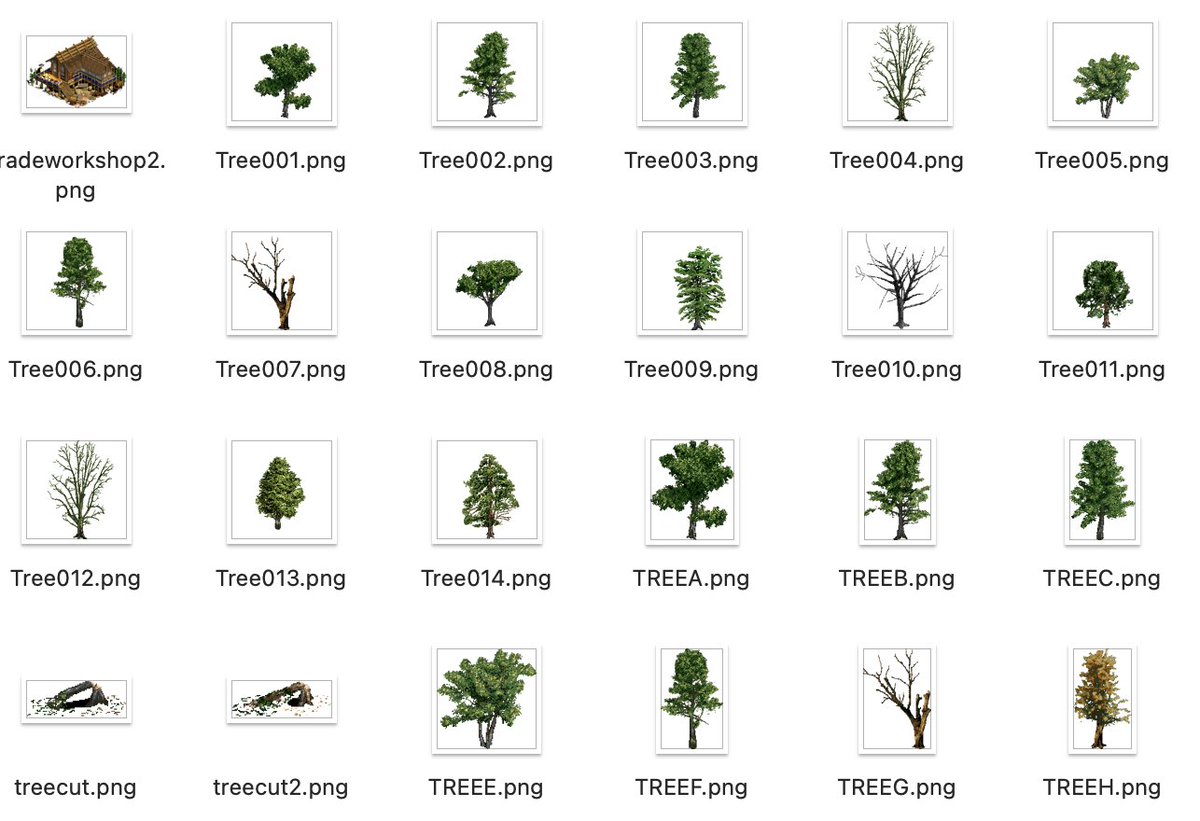 radeworkshop2.
png
Tree001.png
Tree002.png
Tree003.png
Tree004.png
Tree005.png
Tree006.png
Tree007.png
Tree008.png
Tree009.png
Tree010.png
Tree011.png
Tree012.png
Tree013.png
Tree014.png
TREEA.png
TREEB.png
TREEC.png
treecut.png
treecut2.png
TREEE.png
TREEF.png
TREEG.png
TREEH.png